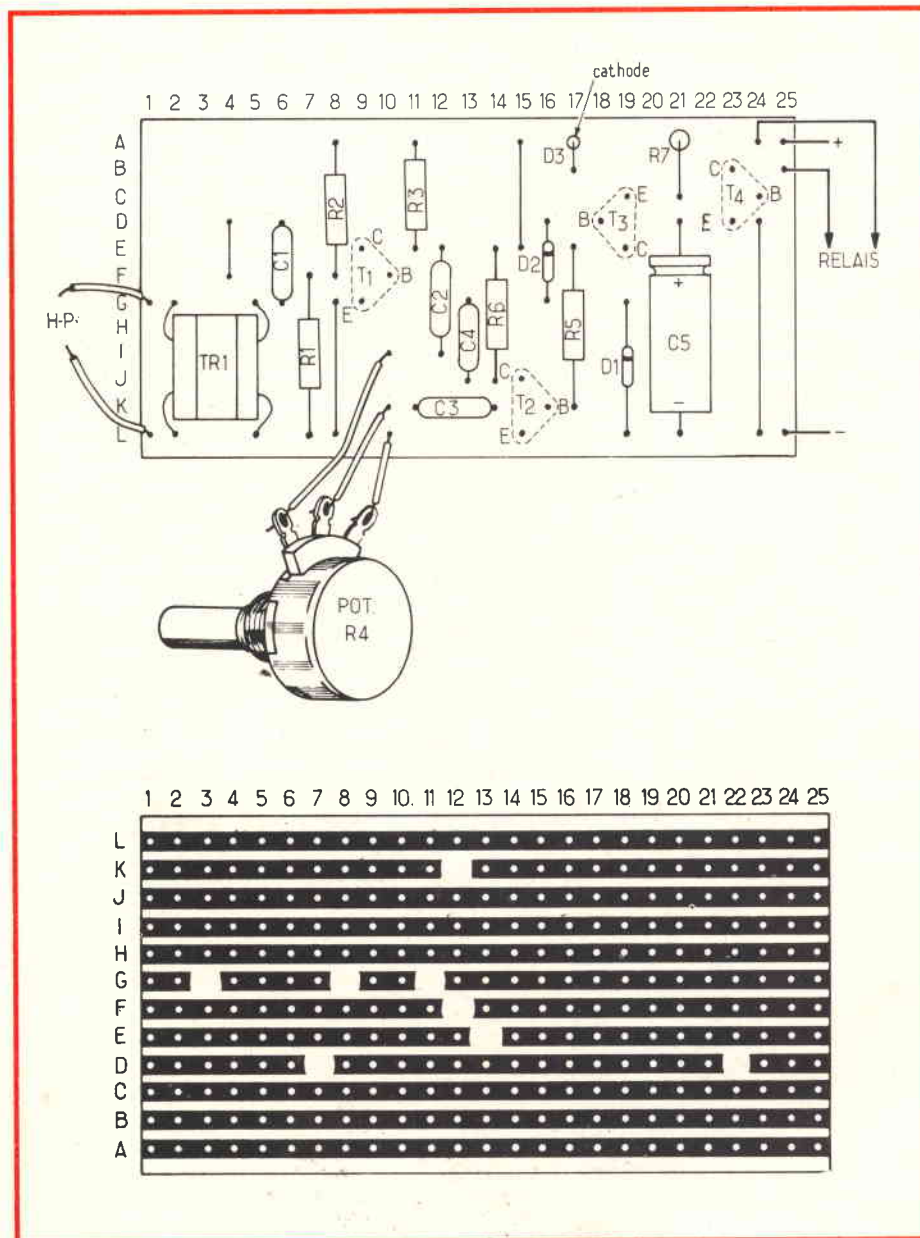 cathode
1 2 3 4 5 6 7 8 9 10 11 12 13 14 15 16 17 18 19 20 21 22 23 24 25
A
B
C
D
E
F
G
H
I
J
K
L
D3
R7
+
C
T4
B
E
R2
R3
E
B
T3
C
RELAIS
C1
C
T1
B
E
D2
C2
R6
C4
R5
+
C5
-
D1
H-P.
TR1
R1
C
T2
B
E
C3
-
POT.
R4
1 2 3 4 5 6 7 8 9 10. 11 12 13 14 15 16 17 18 19 20 21 22 23 24 25
L
K
J
I
H
G
F
E
D
C
B
A